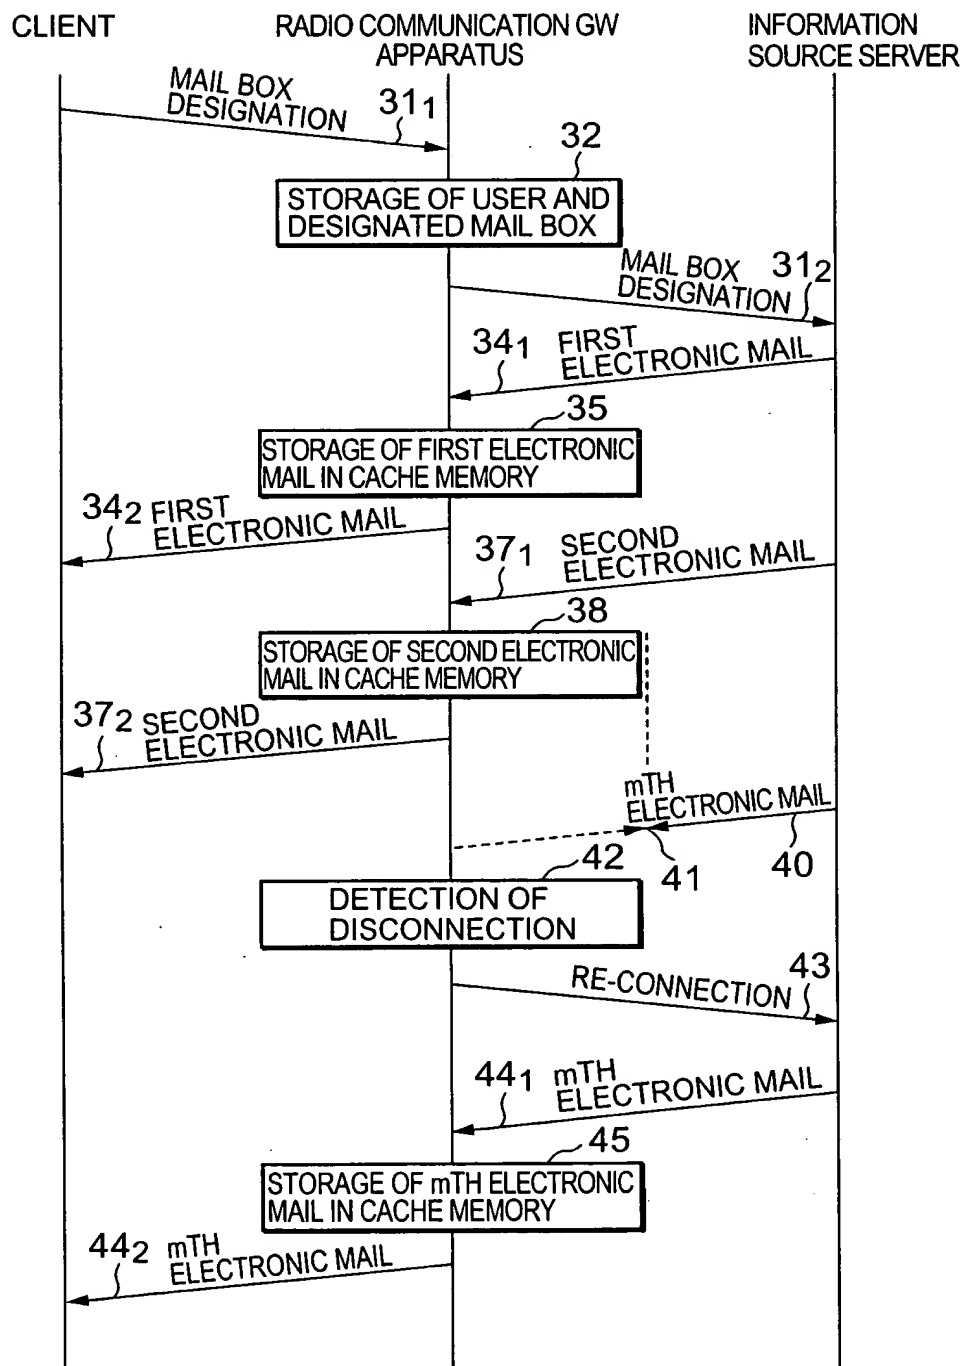 CLIENT
RADIO COMMUNICATION GW
APPARATUS
INFORMATION
SOURCE SERVER
MAIL BOX
DESIGNATION
311
32
STORAGE OF USER AND
DESIGNATED MAIL BOX
MAIL BOX
DESIGNATION
312
341
FIRST
ELECTRONIC MAIL
35
STORAGE OF FIRST ELECTRONIC
MAIL IN CACHE MEMORY
342
FIRST
ELECTRONIC MAIL
371
SECOND
ELECTRONIC MAIL
38
STORAGE OF SECOND ELECTRONIC
MAIL IN CACHE MEMORY
372
SECOND
ELECTRONIC MAIL
mTH
ELECTRONIC MAIL
41
40
42
DETECTION OF
DISCONNECTION
RE-CONNECTION
43
441
mTH
ELECTRONIC MAIL
45
STORAGE OF mTH ELECTRONIC
MAIL IN CACHE MEMORY
442
mTH
ELECTRONIC MAIL